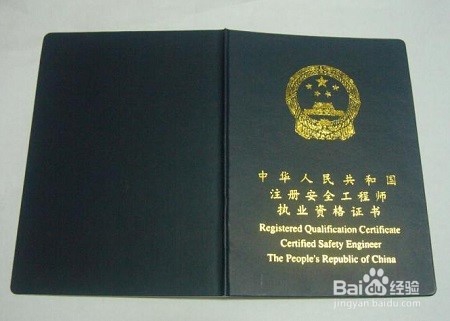 中华人民共和国
注册安全工程师
执业资格证书
Registered Qualification Certificate
Certified Safety Engineer
The People's Republic of China
Baidu经验
jingyan.baidu.com